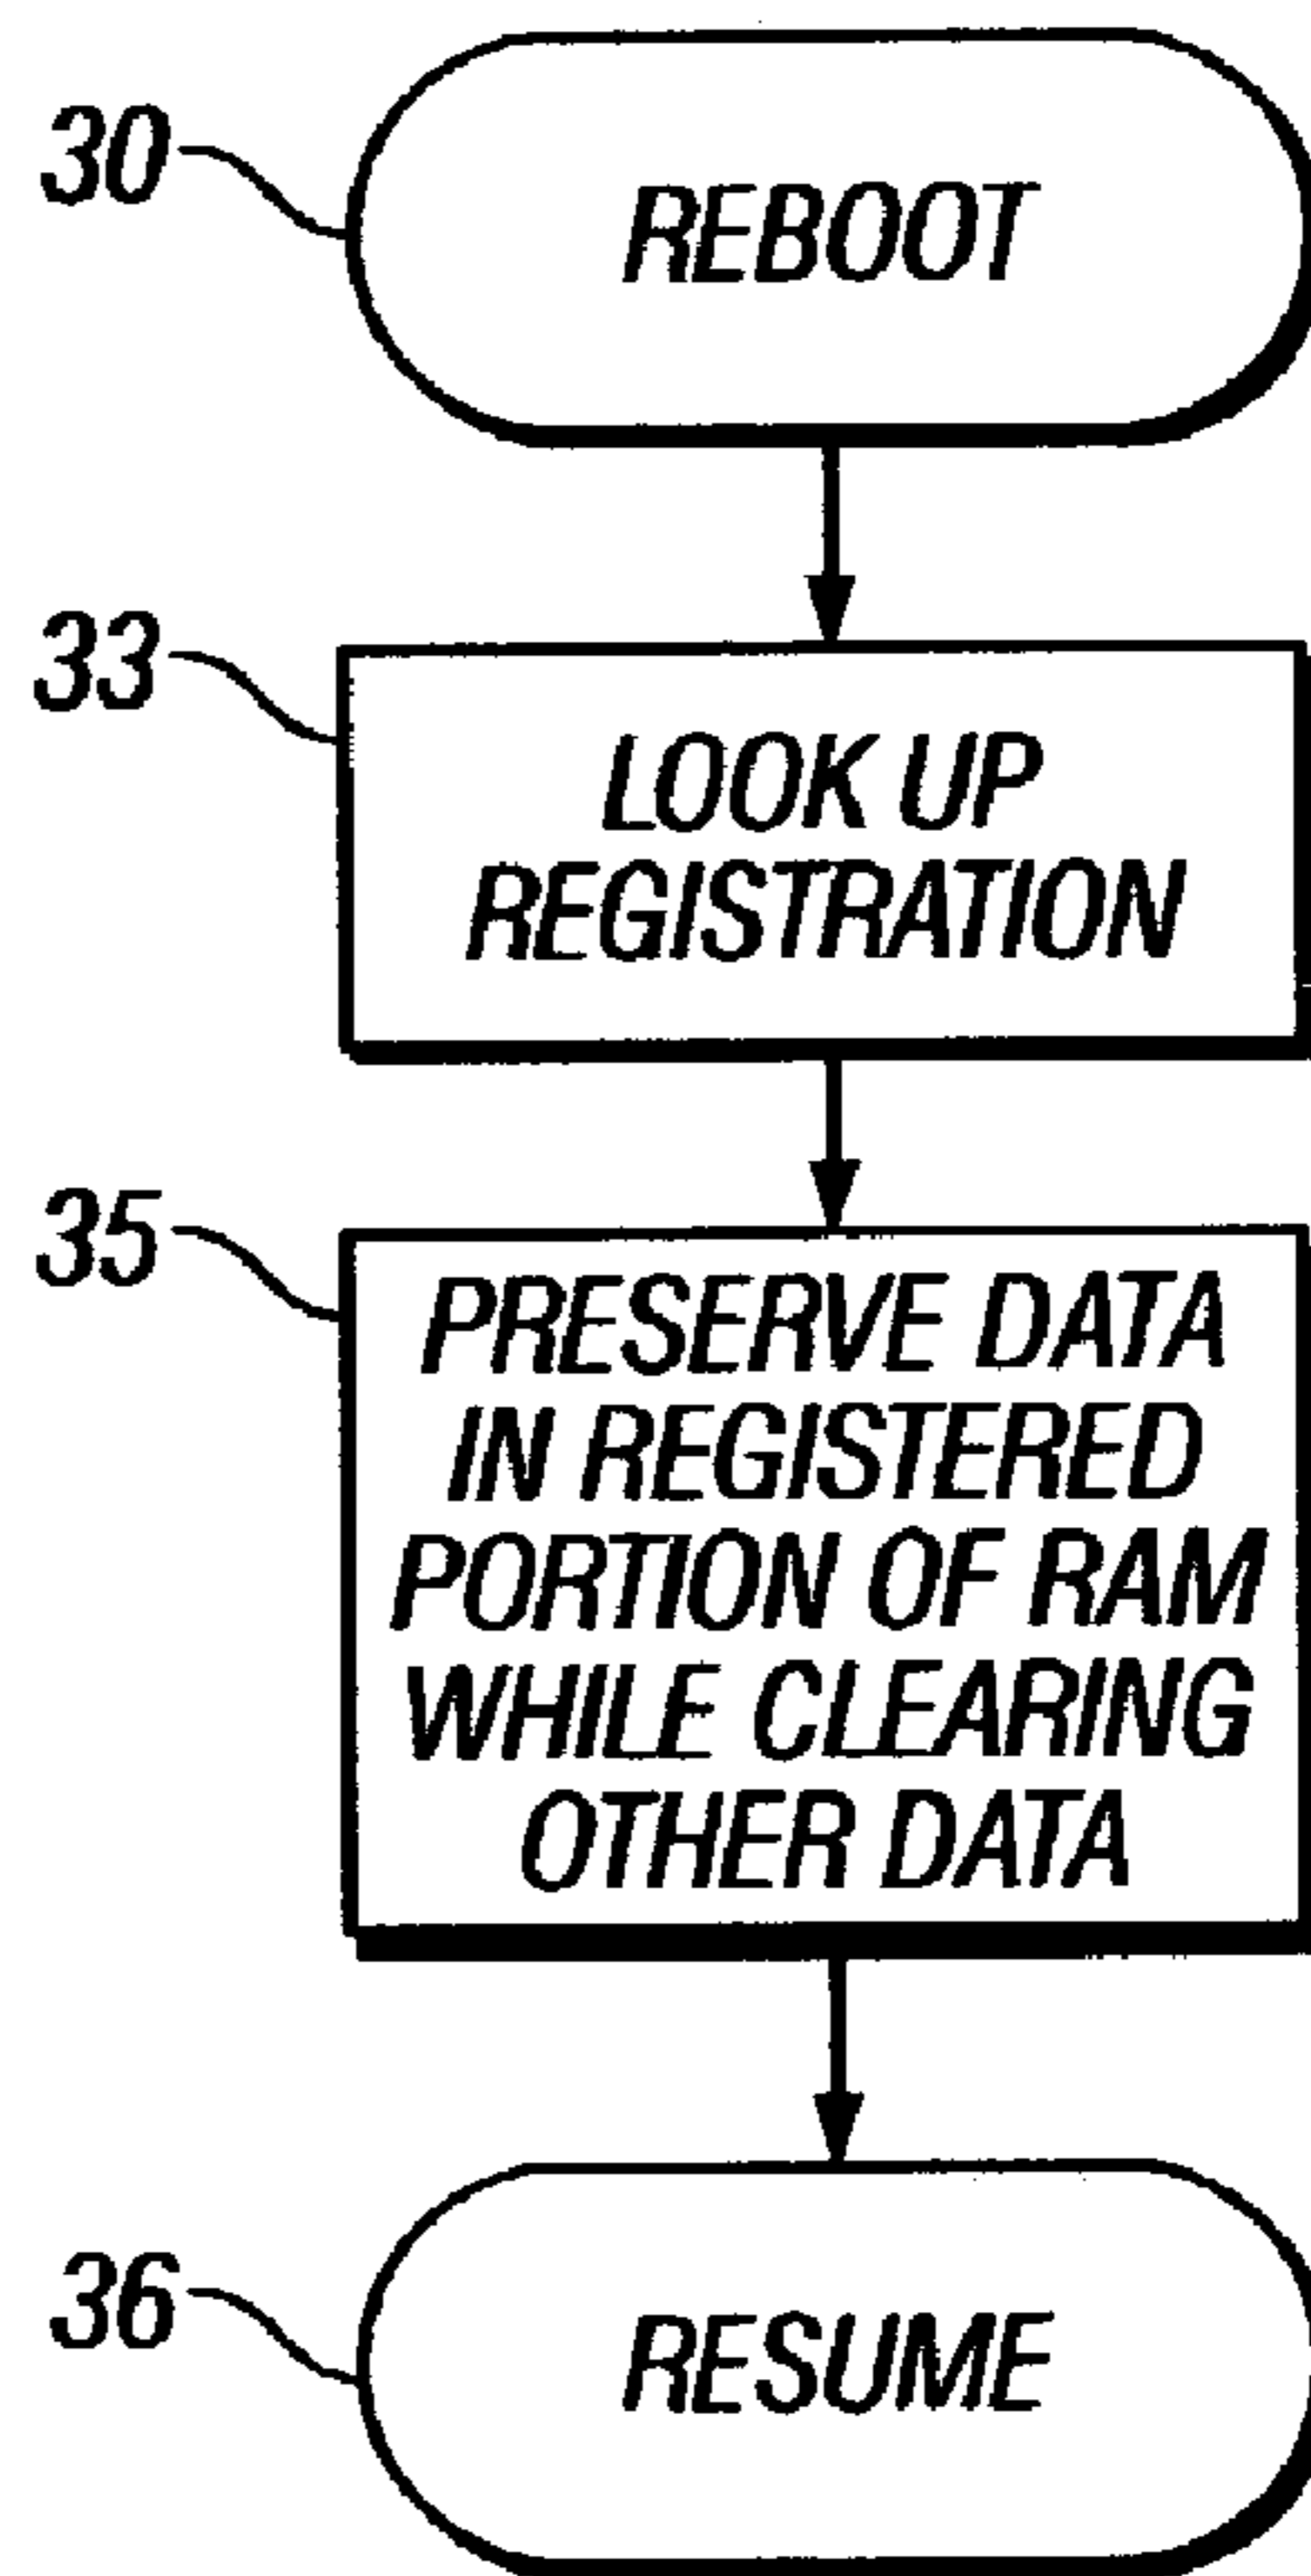 30
REBOOT
33
LOOK UP
REGISTRATION
35
PRESERVE DATA
IN REGISTERED
PORTION OF RAM
WHILE CLEARING
OTHER DATA
36
RESUME